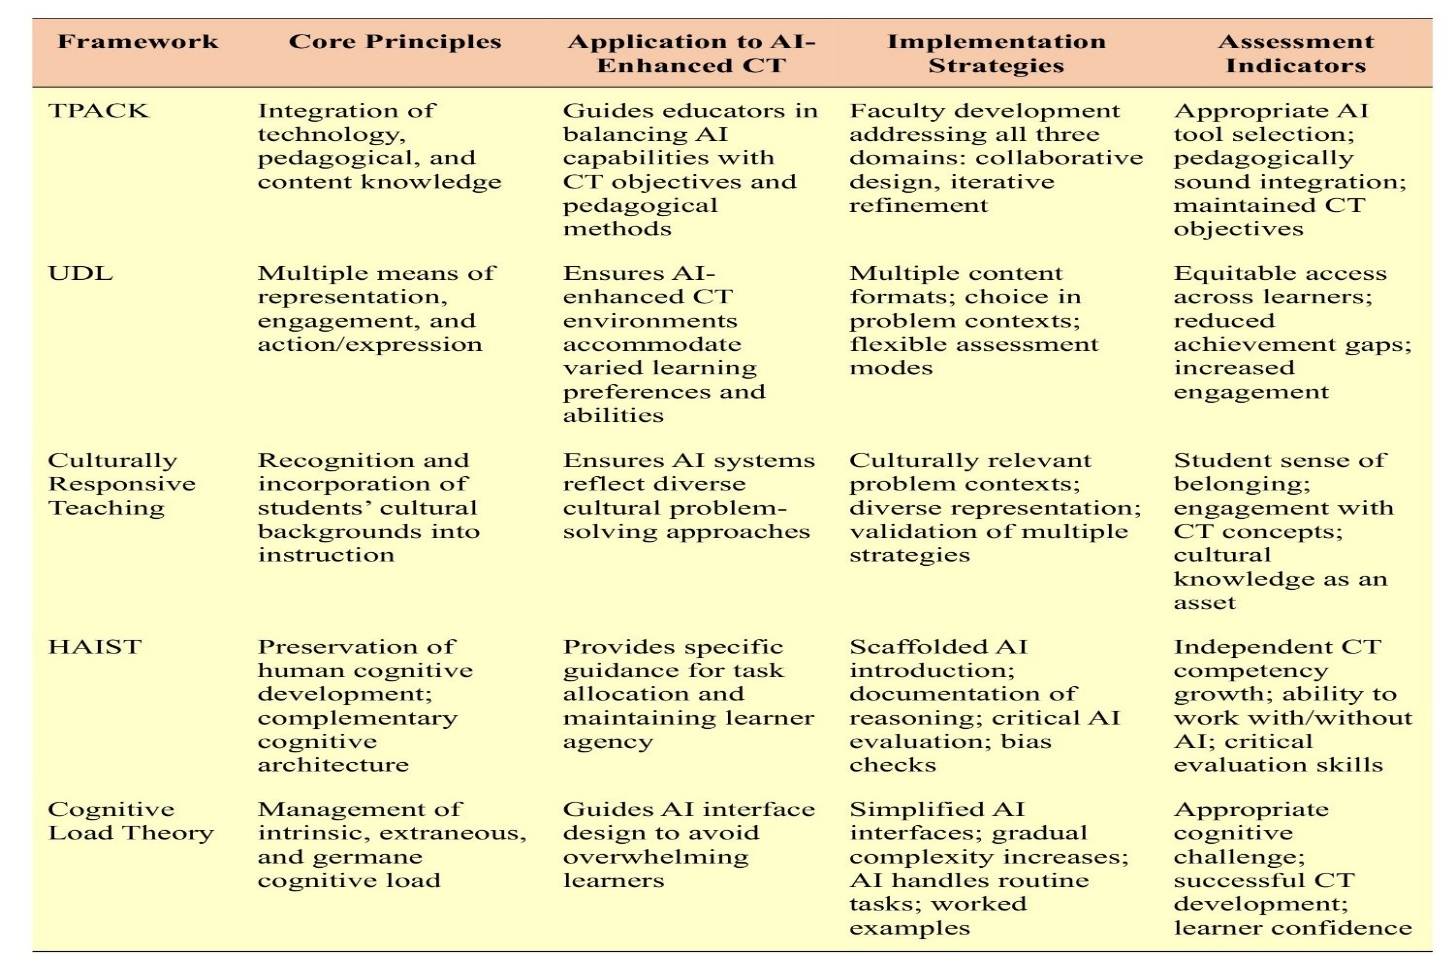 Framework
Core Principles
Application to AI-
Enhanced CT
Implementation
Strategies
Assessment
Indicators
TPACK
Integration of
technology,
pedagogical, and
content knowledge
Guides educators in
balancing AI
capabilities with
CT objectives and
pedagogical
methods
Faculty development
addressing all three
domains: collaborative
design, iterative
refinement
Appropriate AI
tool selection;
pedagogically
sound integration;
maintained CT
objectives
UDL
Multiple means of
representation,
engagement, and
action/expression
Ensures AI-
enhanced CT
environments
accommodate
varied learning
preferences and
abilities
Multiple content
formats; choice in
problem contexts;
flexible assessment
modes
Equitable access
across learners;
reduced
achievement gaps;
increased
engagement
Culturally
Responsive
Teaching
Recognition and
incorporation of
students’ cultural
backgrounds into
instruction
Ensures AI systems
reflect diverse
cultural problem-
solving approaches
Culturally relevant
problem contexts;
diverse representation;
validation of multiple
strategies
Student sense of
belonging;
engagement with
CT concepts;
cultural
knowledge as an
asset
HAIST
Preservation of
human cognitive
development;
complementary
cognitive
architecture
Provides specific
guidance for task
allocation and
maintaining learner
agency
Scaffolded AI
introduction;
documentation of
reasoning; critical AI
evaluation; bias
checks
Independent CT
competency
growth; ability to
work with/without
AI; critical
evaluation skills
Cognitive
Load Theory
Management of
intrinsic, extraneous,
and germane
cognitive load
Guides AI interface
design to avoid
overwhelming
learners
Simplified AI
interfaces; gradual
complexity increases;
AI handles routine
tasks; worked
examples
Appropriate
cognitive
challenge;
successful CT
development;
learner confidence